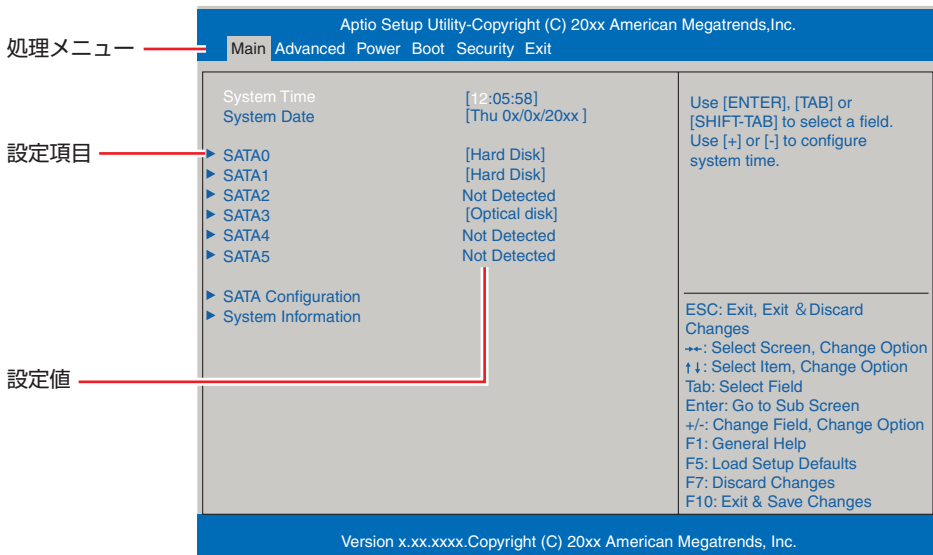 Aptio Setup Utility-Copyright (C) 20xx American Megatrends,Inc.
処理メニュー
Main Advanced Power Boot Security Exit
System Time [12:05:58]
System Date [Thu 0x/0x/20xx ]
設定項目
▶ SATA0 [Hard Disk]
▶ SATA1 [Hard Disk]
▶ SATA2 Not Detected
▶ SATA3 [Optical disk]
▶ SATA4 Not Detected
▶ SATA5 Not Detected
▶ SATA Configuration
▶ System Information
設定値
Use [ENTER], [TAB] or
[SHIFT-TAB] to select a field.
Use [+] or [-] to configure
system time.
ESC: Exit, Exit & Discard
Changes
→←: Select Screen, Change Option
↑↓: Select Item, Change Option
Tab: Select Field
Enter: Go to Sub Screen
+/-: Change Field, Change Option
F1: General Help
F5: Load Setup Defaults
F7: Discard Changes
F10: Exit & Save Changes
Version x.xx.xxxx.Copyright (C) 20xx American Megatrends, Inc.